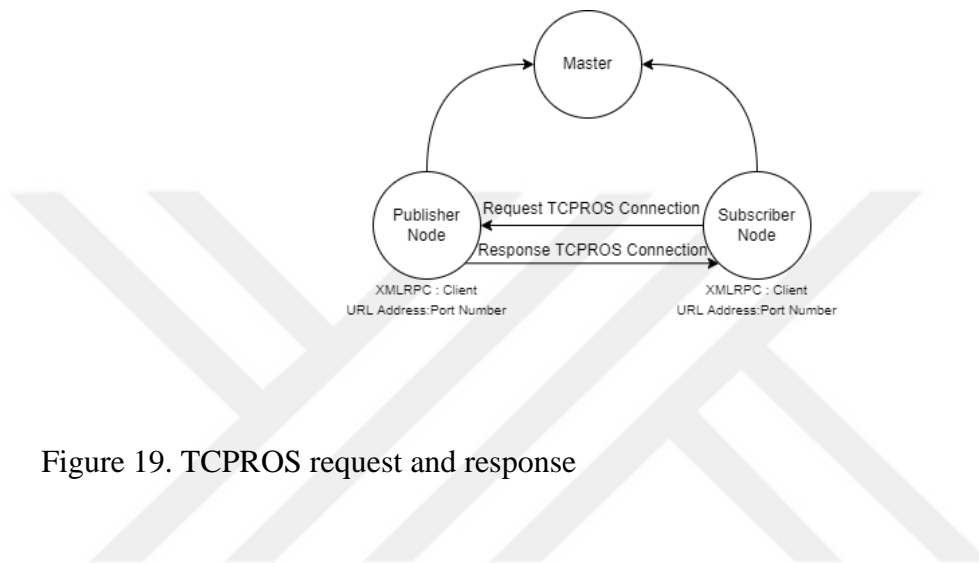 Master
Publisher
Node
Request TCPROS Connection
Response TCPROS Connection
Subscriber
Node
XMLRPC : Client
URL Address:Port Number
XMLRPC : Client
URL Address:Port Number
Figure 19. TCPROS request and response